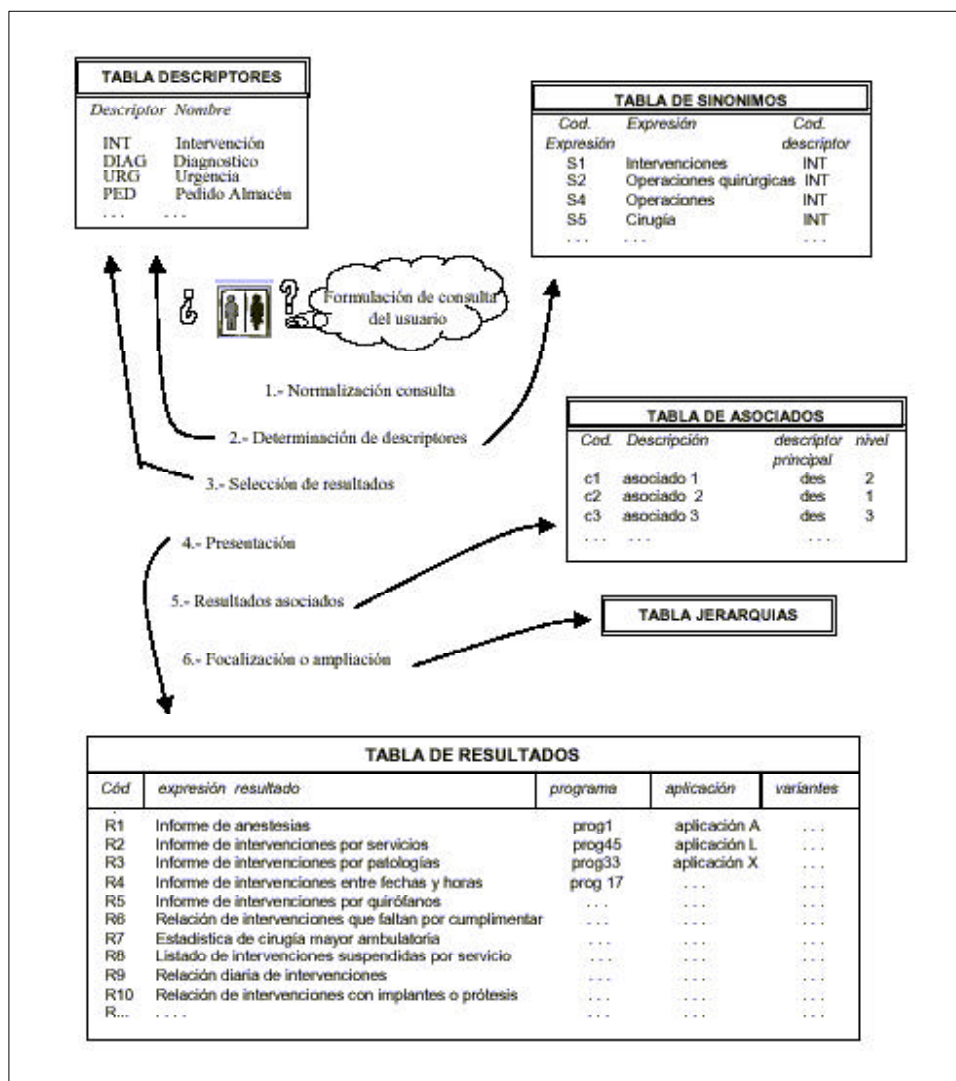 TABLA DESCRIPTORES
Descriptor Nombre
INT Intervención
DIAG Diagnostico
URG Urgencia
PED Pedido Almacén
. . . . . .
TABLA DE SINONIMOS
Cod. Expresión Cod.
Expresión descriptor
S1 Intervenciones INT
S2 Operaciones quirúrgicas INT
S4 Operaciones INT
S5 Cirugía INT
. . . . . . . . .
¿ ?
Formulación de consulta
del usuario
1.- Normalización consulta
2.- Determinación de descriptores
3.- Selección de resultados
4.- Presentación
5.- Resultados asociados
6.- Focalización o ampliación
TABLA DE ASOCIADOS
Cod. Descripción descriptor nivel
principal
c1 asociado 1 des 2
c2 asociado 2 des 1
c3 asociado 3 des 3
. . . . . . . . .
TABLA JERARQUIAS
TABLA DE RESULTADOS
Cód expresión resultado programa aplicación variantes
R1 Informe de anestesias prog1 aplicación A . . .
R2 Informe de intervenciones por servicios prog45 aplicación L . . .
R3 Informe de intervenciones por patologías prog33 aplicación X . . .
R4 Informe de intervenciones entre fechas y horas prog 17 . . . . . .
R5 Informe de intervenciones por quirófanos . . . . . . . . .
R6 Relación de intervenciones que faltan por cumplimentar . . . . . . . . .
R7 Estadística de cirugía mayor ambulatoria . . . . . . . . .
R8 Listado de intervenciones suspendidas por servicio . . . . . . . . .
R9 Relación diaria de intervenciones . . . . . . . . .
R10 Relación de intervenciones con implantes o prótesis . . . . . . . . .
R... . . . . . . . . . . . . .